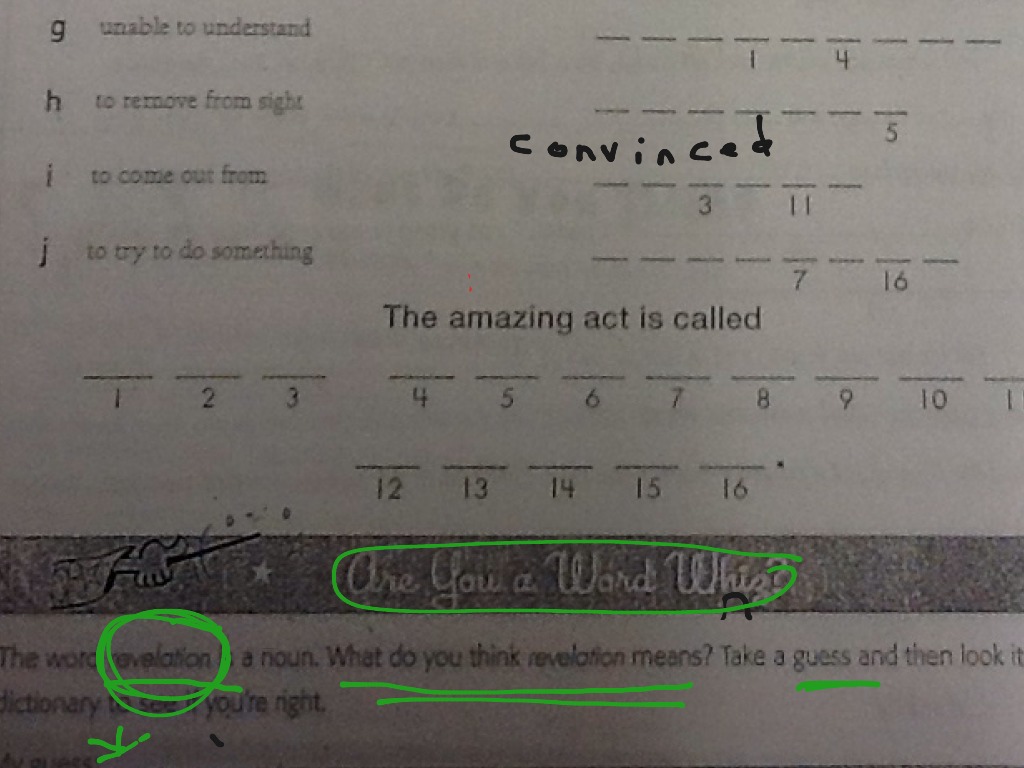 g unable to understand
1 4
h to remove from sight
5
convinced
i to come out from
3 11
j to try to do something
7 16
The amazing act is called
1 2 3 4 5 6 7 8 9 10
12 13 14 15 16 .
Are You a Word Whiz?
The word revelation is a noun. What do you think revelation means? Take a guess and then look it
dictionary to see if you're right.
guess